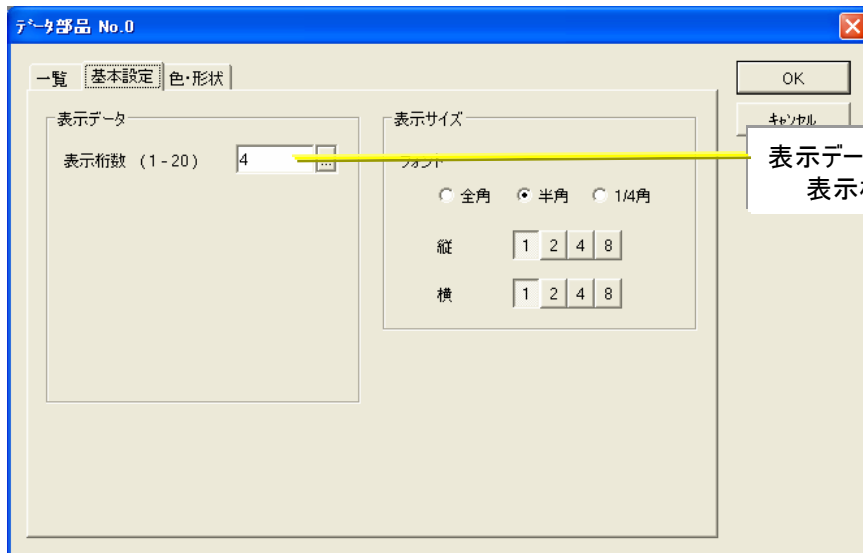 データ部品 No.0
一覧 基本設定 色・形状
OK
キャンセル
表示データ
表示桁数 (1-20) 4 ...
表示サイズ
フォント
全角 半角 1/4角
縦 1 2 4 8
横 1 2 4 8
表示デー
表示